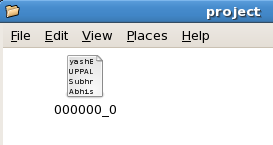 project
File Edit View Places Help
yashE
UPPAL
Subhr
Abhis
000000_0